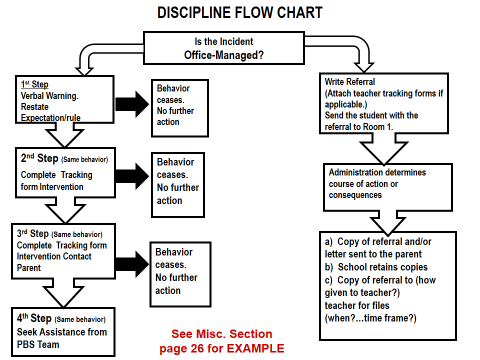 DISCIPLINE FLOW CHART
Is the Incident
Office-Managed?
1st Step
Verbal Warning.
Restate
Expectation/rule
Behavior
ceases.
No further
action
2nd Step (Same behavior)
Complete Tracking
form Intervention
Behavior
ceases.
No further
action
3rd Step (Same behavior)
Complete Tracking form
Intervention Contact
Parent
Behavior
ceases.
No further
action
4th Step (Same behavior)
Seek Assistance from
PBS Team
Write Referral
(Attach teacher tracking forms if
applicable.)
Send the student with the
referral to Room 1.
Administration determines
course of action or
consequences
a) Copy of referral and/or
letter sent to the parent
b) School retains copies
c) Copy of referral to (how
given to teacher?)
teacher for files
(when?...time frame?)
See Misc. Section
page 26 for EXAMPLE